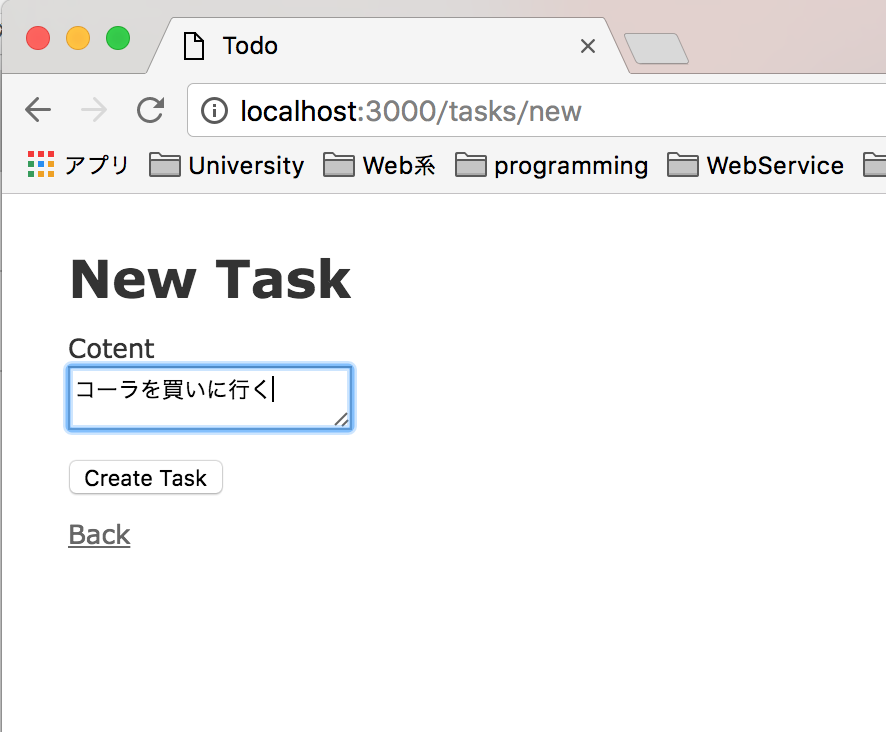 Todo
localhost:3000/tasks/new
アプリ University Web系 programming WebService
New Task
Cotent
コーラを買いに行く
Create Task
Back